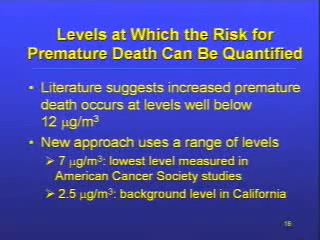 Levels at Which the Risk for
Premature Death Can Be Quantified
• Literature suggests increased premature
death occurs at levels well below
12 µg/m³
• New approach uses a range of levels
➢ 7 µg/m³: lowest level measured in
American Cancer Society studies
➢ 2.5 µg/m³: background level in California